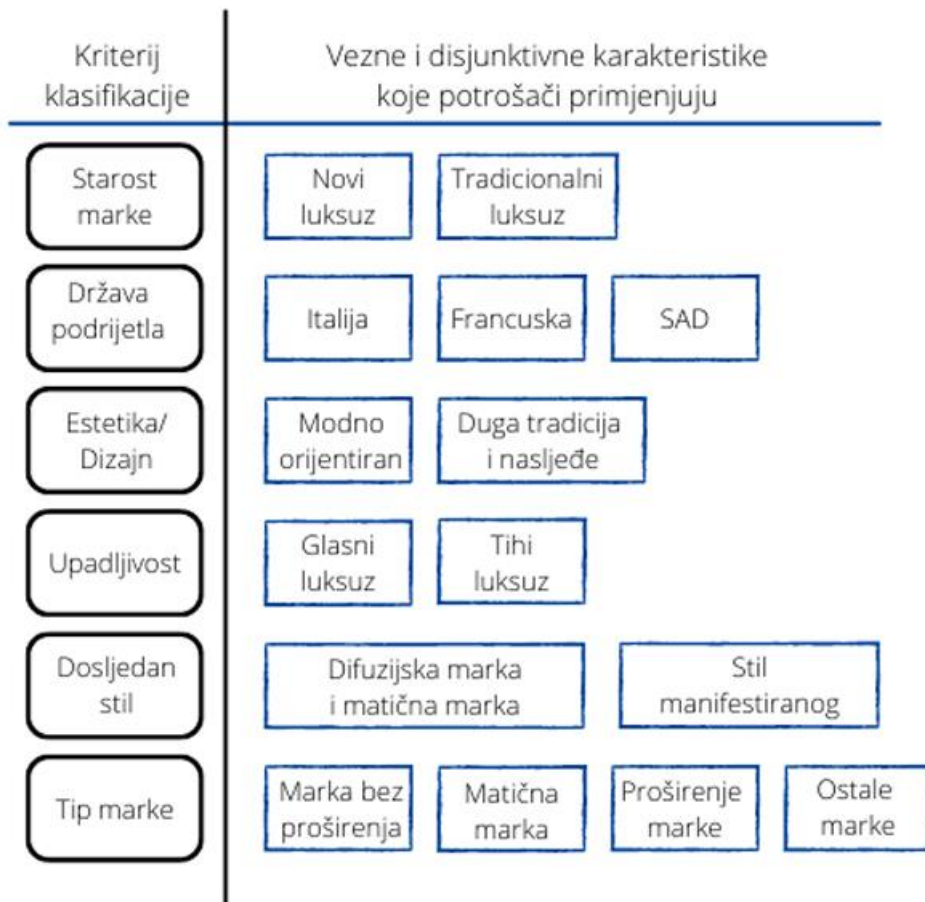 Kriterij
klasifikacije
Vezne i disjunktivne karakteristike
koje potrošači primjenjuju
Starost
marke
Novi
luksuz
Tradicionalni
luksuz
Država
podrijetla
Italija
Francuska
SAD
Estetika/
Dizajn
Modno
orijentiran
Duga tradicija
i nasljeđe
Upadljivost
Glasni
luksuz
Tihi
luksuz
Dosljedan
stil
Difuzijska marka
i matična marka
Stil
manifestiranog
Tip marke
Marka bez
proširenja
Matična
marka
Proširenje
marke
Ostale
marke